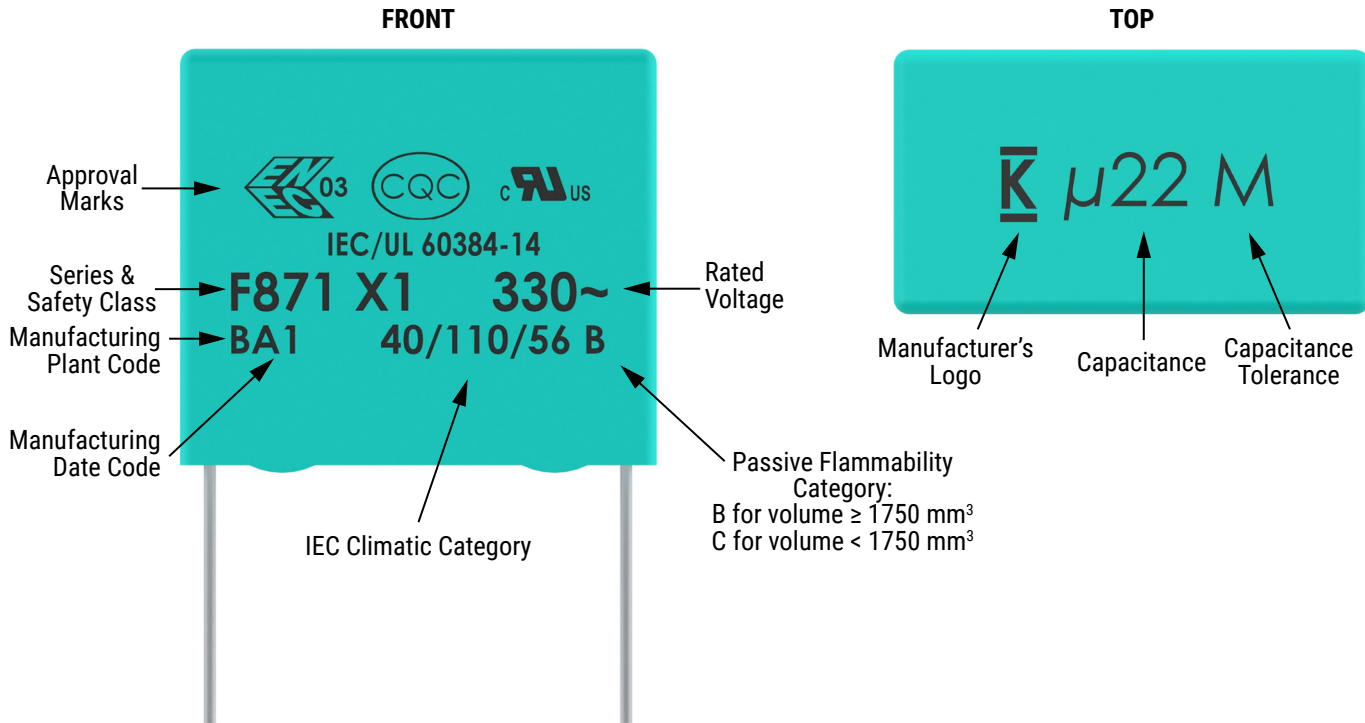 FRONT
Approval
Marks
EN
EC
03
CQC
C RU US
IEC/UL 60384-14
Series &
Safety Class
F871 X1 330~
Rated
Voltage
Manufacturing
Plant Code
BA1 40/110/56 B
Manufacturing
Date Code
IEC Climatic Category
Passive Flammability
Category:
B for volume ≥ 1750 mm³
C for volume < 1750 mm³
TOP
K µ22 M
Manufacturer's
Logo
Capacitance
Capacitance
Tolerance